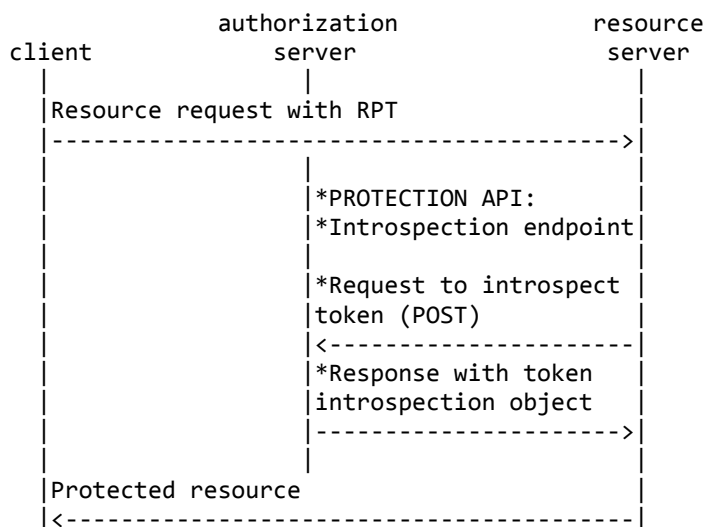 authorization resource
client server server
Resource request with RPT
*PROTECTION API:
*Introspection endpoint
*Request to introspect
token (POST)
*Response with token
introspection object
Protected resource